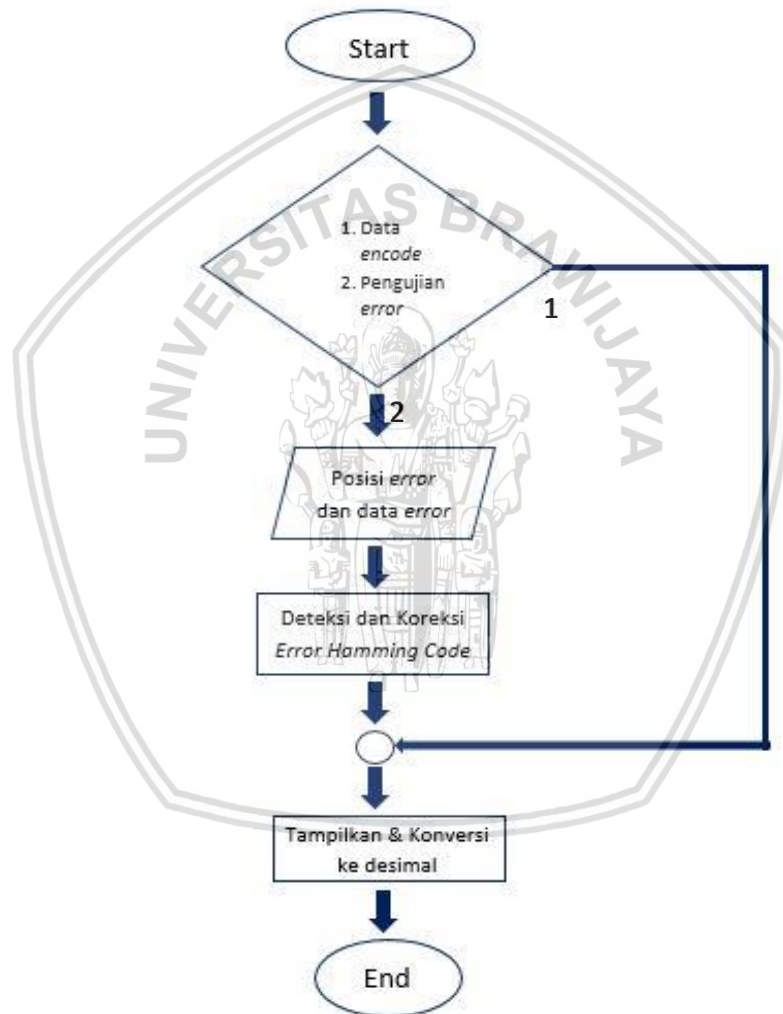 Start
UNIVERSITAS BRAWIJAYA
1. Data
encode
2. Pengujian
error
1
2
Posisi error
dan data error
Deteksi dan Koreksi
Error Hamming Code
Tampilkan & Konversi
ke desimal
End